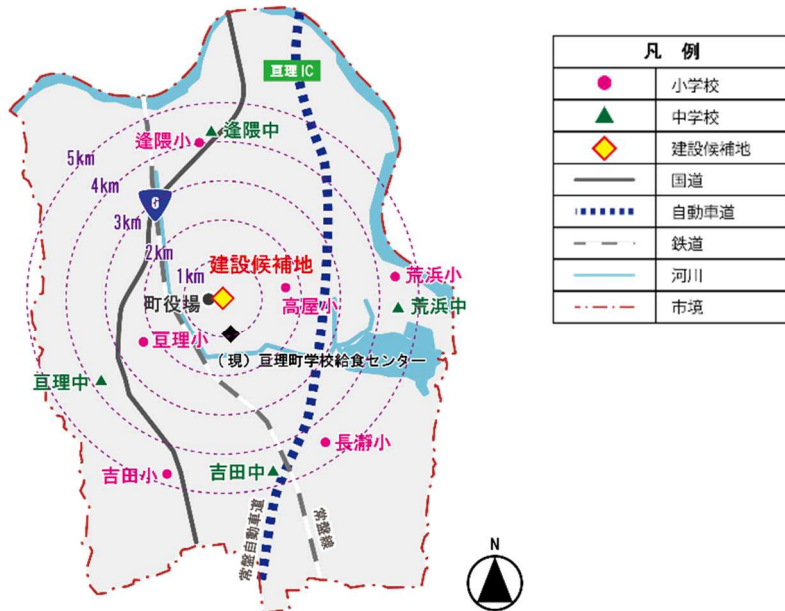 亘理IC
逢隈小
逢隈中
5km
4km
3km
2km
1km
6
建設候補地
町役場
高屋小
荒浜小
荒浜中
亘理小
(現)亘理町学校給食センター
亘理中
長瀞小
吉田小
吉田中
常盤自動車道
常盤線
N
凡 例
小学校
中学校
建設候補地
国道
自動車道
鉄道
河川
市境